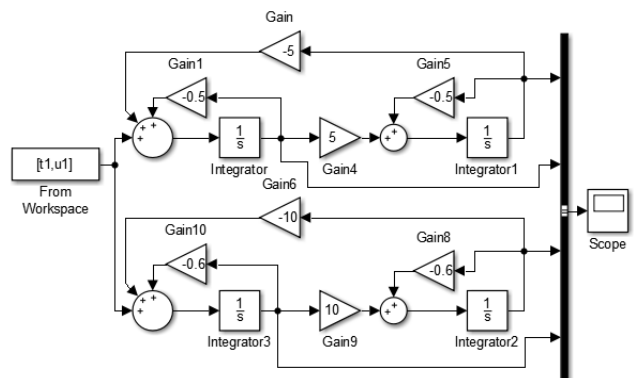 Gain
-5
Gain1
Gain5
-0.5
-0.5
+
+
+
1
s
5
+
+
1
s
Integrator
Gain4
Integrator1
[t1,u1]
From
Workspace
Gain6
-10
Scope
Gain10
Gain8
-0.6
-0.6
+
+
+
1
s
10
+
+
1
s
Integrator3
Gain9
Integrator2